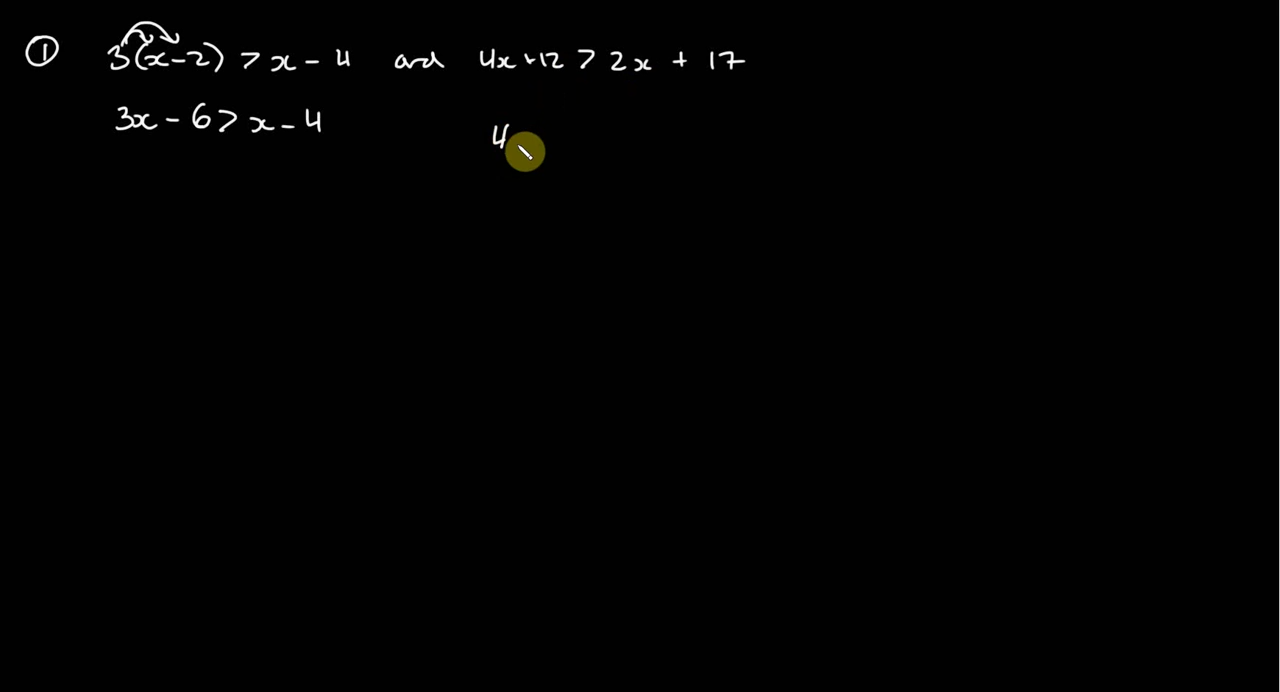 ① 3(x-2) > x - 4 and 4x+12 > 2x + 17
3x - 6 > x - 4 4